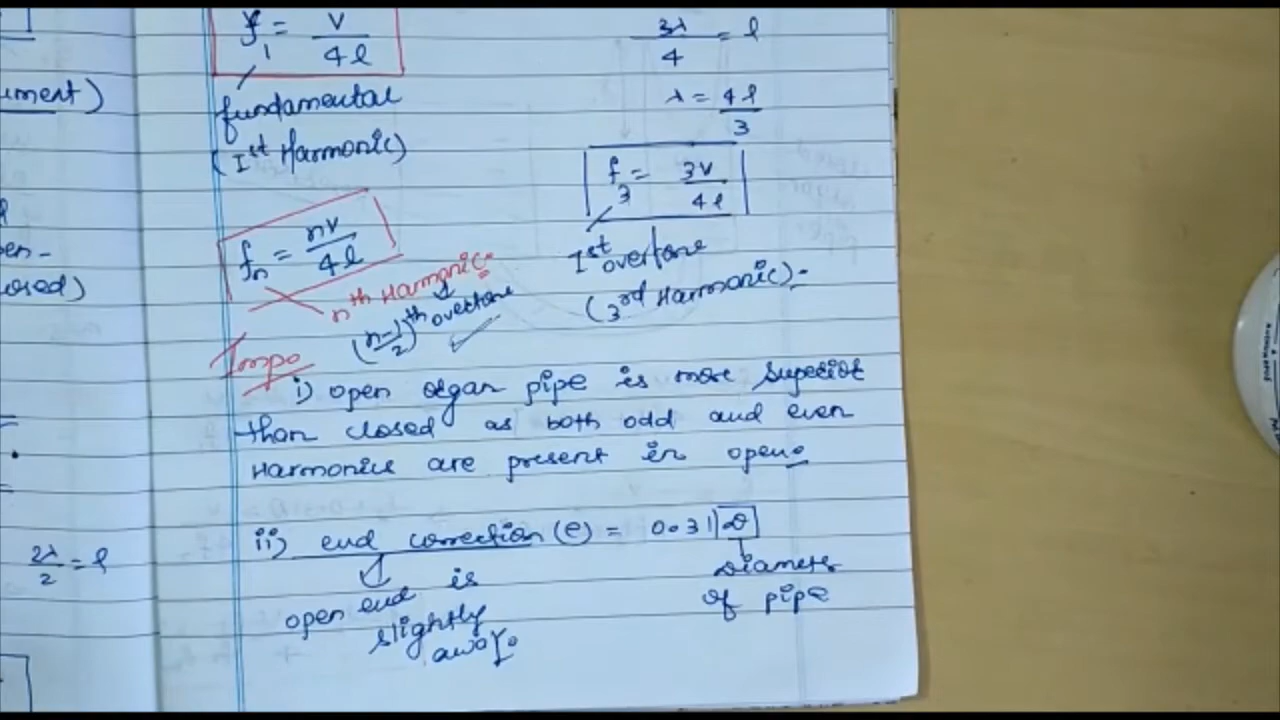 ument)
en-
osed)
2λ/2 = l
f₁ = v/4l
fundamental
(Ist Harmonic)
fₙ = nv/4l
nth Harmonic
(n-1/2)th overtone
3λ/4 = l
λ = 4l/3
f₃ = 3v/4l
Ist overtone
(3rd Harmonic)
Impo
i) open organ pipe is more superior
than closed as both odd and even
Harmonics are present in open.
ii) end correction (e) = 0.31 D
open end is
slightly
away.
Diameter
of pipe